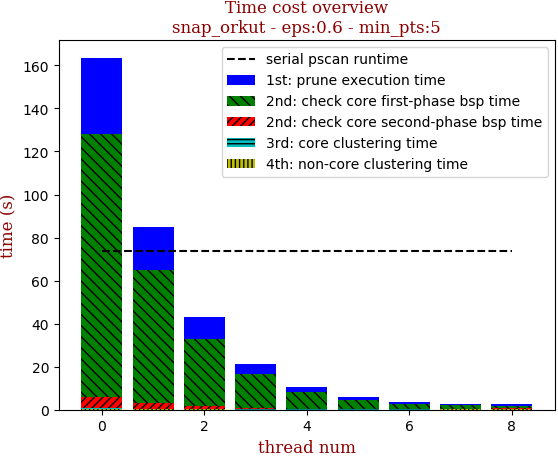 Time cost overview
snap_orkut - eps:0.6 - min_pts:5
serial pscan runtime
1st: prune execution time
2nd: check core first-phase bsp time
2nd: check core second-phase bsp time
3rd: core clustering time
4th: non-core clustering time
time (s)
160
140
120
100
80
60
40
20
0
0 2 4 6 8
thread num